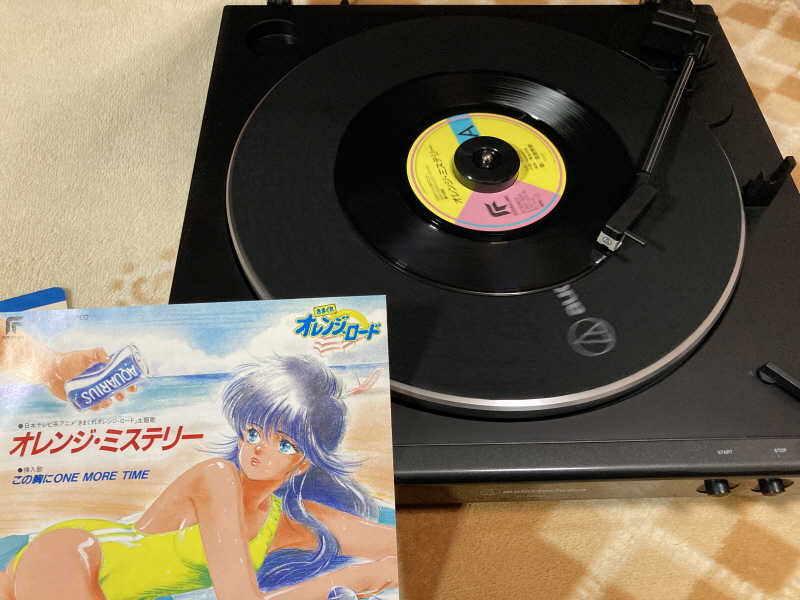 A
オレンジ・ミステリー
audio-technica
START
STOP
きまぐれ
オレンジ・ロード
AQUARIUS
●日本テレビ系アニメ「きまぐれオレンジ・ロード」主題歌
オレンジ・ミステリー
●挿入歌
この胸にONE MORE TIME